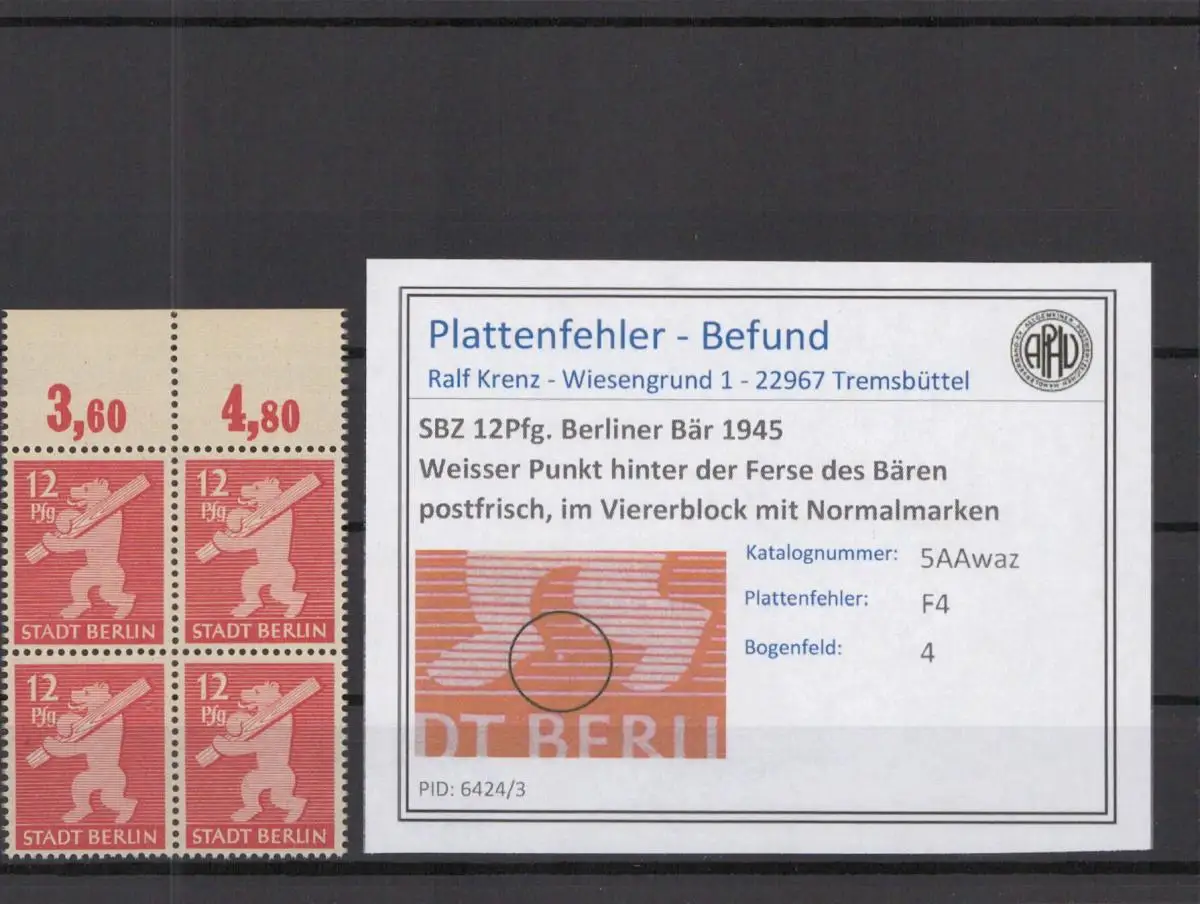 3,60 4,80
12 Pfg
STADT BERLIN
12 Pfg
STADT BERLIN
12 Pfg
STADT BERLIN
12 Pfg
STADT BERLIN
Plattenfehler - Befund
Ralf Krenz - Wiesengrund 1 - 22967 Tremsbüttel
APHV
SBZ 12Pfg. Berliner Bär 1945
Weisser Punkt hinter der Ferse des Bären
postfrisch, im Viererblock mit Normalmarken
Katalognummer: 5AAwaz
Plattenfehler: F4
Bogenfeld: 4
DT BERLI
PID: 6424/3